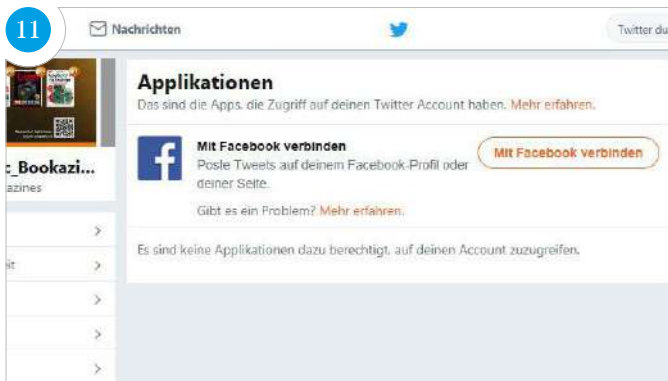 11
Nachrichten
Twitter du
Applikationen
Das sind die Apps, die Zugriff auf deinen Twitter Account haben. Mehr erfahren.
c_Bookazi...
azines
Mit Facebook verbinden
Poste Tweets auf deinem Facebook-Profil oder
deiner Seite.
Mit Facebook verbinden
Gibt es ein Problem? Mehr erfahren.
eit
Es sind keine Applikationen dazu berechtigt, auf deinen Account zuzugreifen.